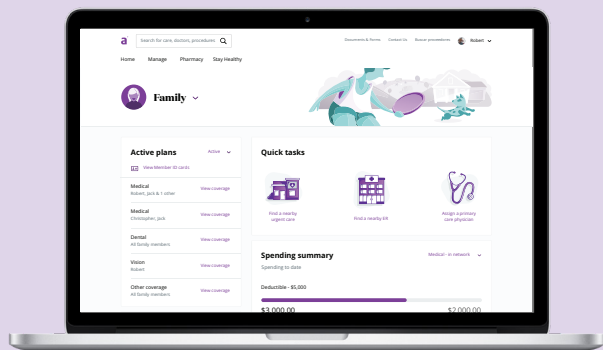 a
Search for care, doctors, procedures
Documents & Forms Contact Us Buscar proveedores Robert
Home Manage Pharmacy Stay Healthy
Family
Active plans
Active
View Member ID cards
Medical
Robert, Jack & 1 other
View coverage
Medical
Christopher, Jack
View coverage
Dental
All family members
View coverage
Vision
Robert
View coverage
Other coverage
All family members
View coverage
Quick tasks
Find a nearby
urgent care
Find a nearby ER
Assign a primary
care physician
Spending summary
Medical - in network
Spending to date
Deductible - $5,000
$3,000.00
$2,000.00